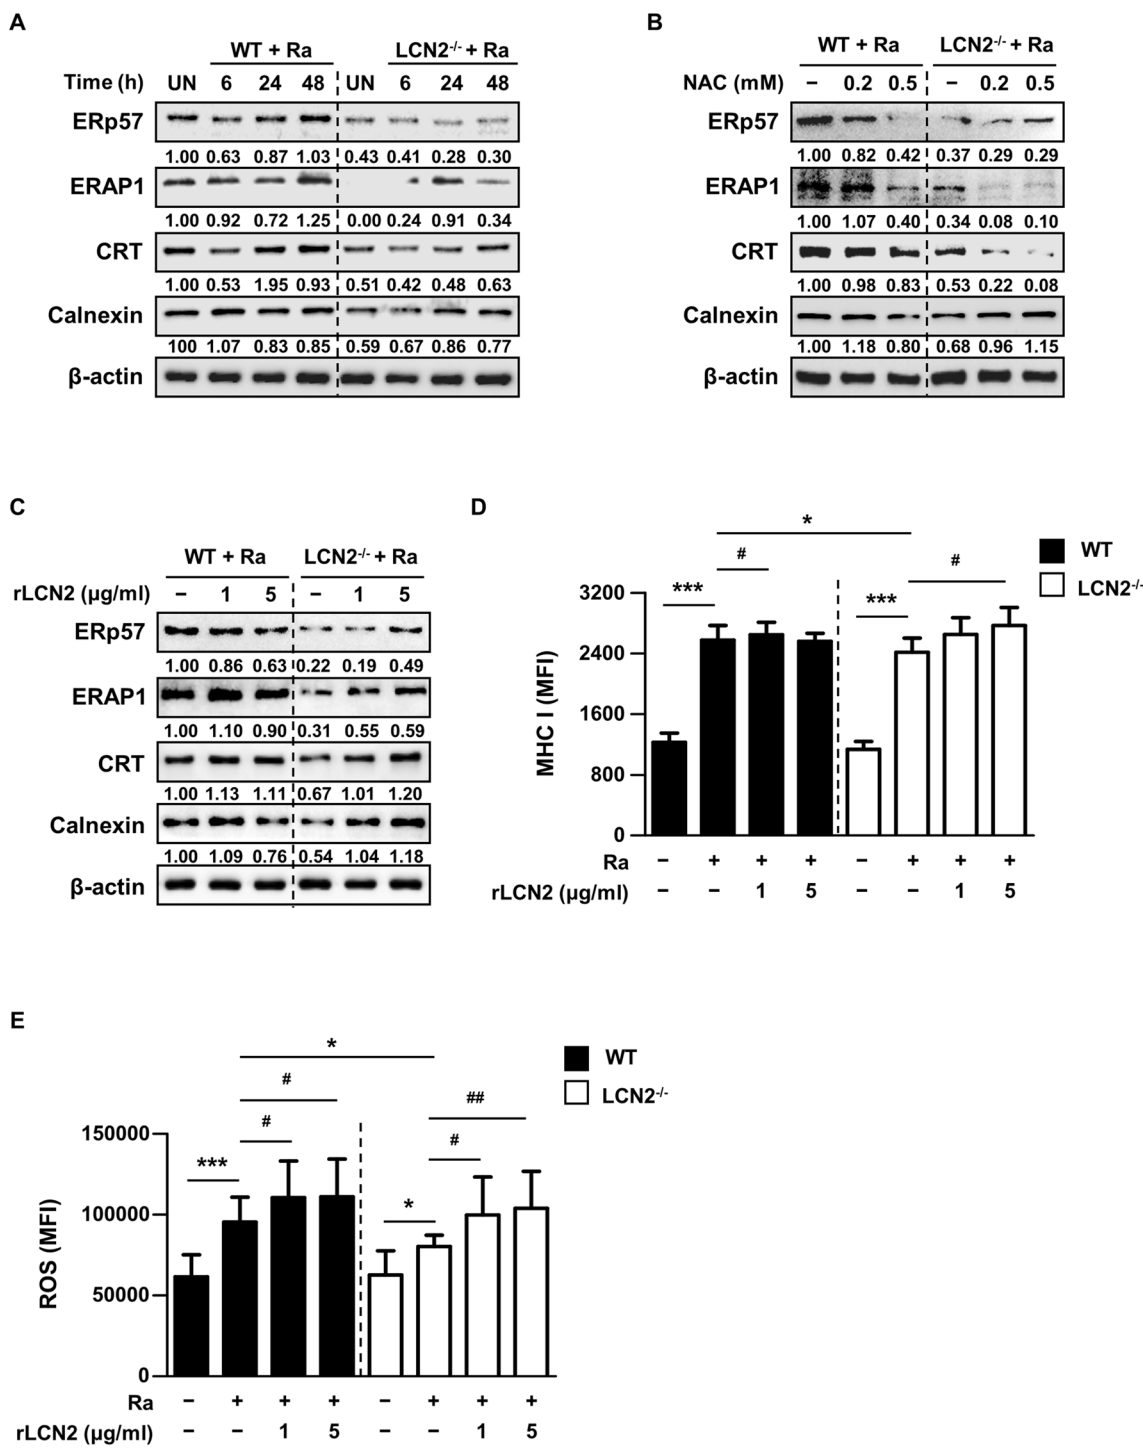 A
WT + Ra LCN2-/- + Ra
Time (h) UN 6 24 48 UN 6 24 48
ERp57
1.00 0.63 0.87 1.03 0.43 0.41 0.28 0.30
ERAP1
1.00 0.92 0.72 1.25 0.00 0.24 0.91 0.34
CRT
1.00 0.53 1.95 0.93 0.51 0.42 0.48 0.63
Calnexin
100 1.07 0.83 0.85 0.59 0.67 0.86 0.77
β-actin
B
WT + Ra LCN2-/- + Ra
NAC (mM) – 0.2 0.5 – 0.2 0.5
ERp57
1.00 0.82 0.42 0.37 0.29 0.29
ERAP1
1.00 1.07 0.40 0.34 0.08 0.10
CRT
1.00 0.98 0.83 0.53 0.22 0.08
Calnexin
1.00 1.18 0.80 0.68 0.96 1.15
β-actin
C
WT + Ra LCN2-/- + Ra
rLCN2 (µg/ml) – 1 5 – 1 5
ERp57
1.00 0.86 0.63 0.22 0.19 0.49
ERAP1
1.00 1.10 0.90 0.31 0.55 0.59
CRT
1.00 1.13 1.11 0.67 1.01 1.20
Calnexin
1.00 1.09 0.76 0.54 1.04 1.18
β-actin
D
*
# #
*** ***
WT
LCN2-/-
3200
2400
1600
800
0
MHC I (MFI)
Ra – + + + – + + +
rLCN2 (µg/ml) – – 1 5 – – 1 5
E
*
# ##
# #
*** *
WT
LCN2-/-
150000
100000
50000
0
ROS (MFI)
Ra – + + + – + + +
rLCN2 (µg/ml) – – 1 5 – – 1 5